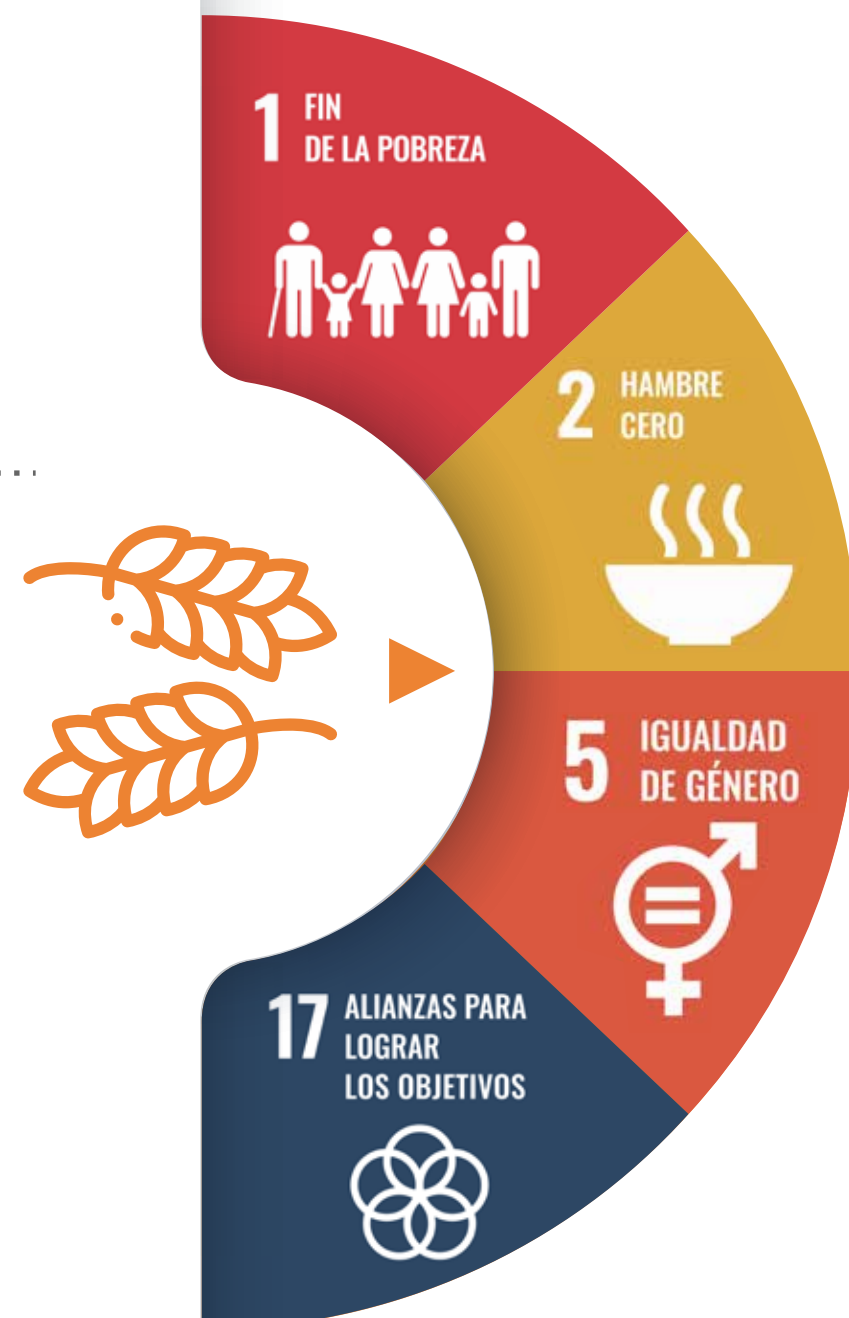 1 FIN
DE LA POBREZA
2 HAMBRE
CERO
5 IGUALDAD
DE GÉNERO
17 ALIANZAS PARA
LOGRAR
LOS OBJETIVOS